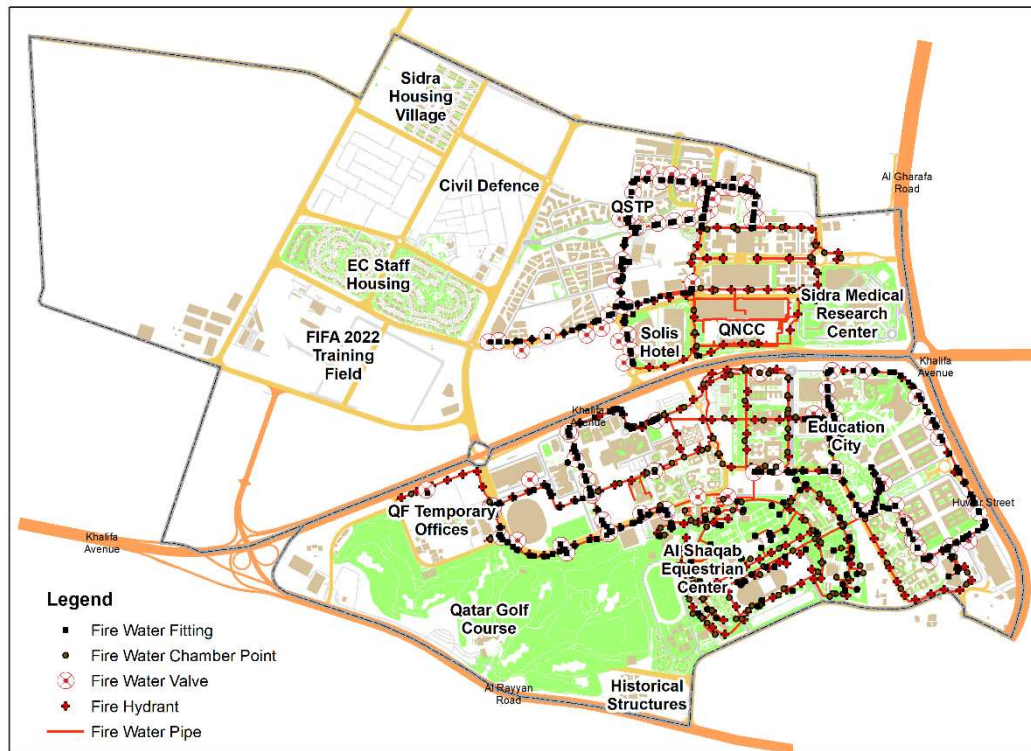 Sidra
Housing
Village
Civil Defence
QSTP
Al Gharafa
Road
EC Staff
Housing
FIFA 2022
Training
Field
Solis
Hotel
QNCC
Sidra Medical
Research
Center
Khalifa
Avenue
Khalifa
Avenue
Education
City
Huwar Street
QF Temporary
Offices
Khalifa
Avenue
Al Shaqab
Equestrian
Center
Qatar Golf
Course
Al Rayyan
Road
Historical
Structures
Legend
Fire Water Fitting
Fire Water Chamber Point
Fire Water Valve
Fire Hydrant
Fire Water Pipe